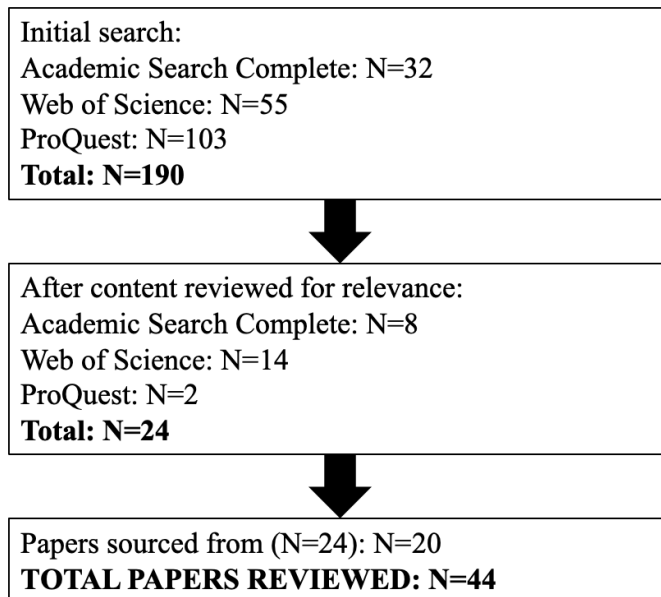 Initial search:
Academic Search Complete: N=32
Web of Science: N=55
ProQuest: N=103
Total: N=190
After content reviewed for relevance:
Academic Search Complete: N=8
Web of Science: N=14
ProQuest: N=2
Total: N=24
Papers sourced from (N=24): N=20
TOTAL PAPERS REVIEWED: N=44